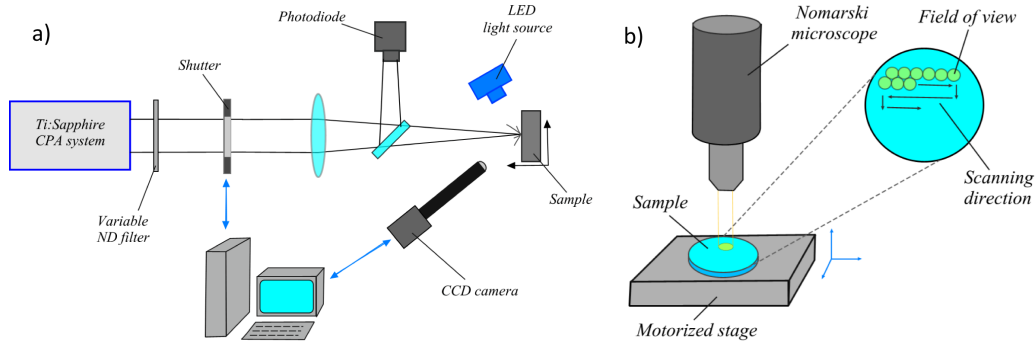 a)
Photodiode
LED
light source
Shutter
Ti:Sapphire
CPA system
Variable
ND filter
Sample
CCD camera
b)
Nomarski
microscope
Field of view
Scanning
direction
Sample
Motorized stage